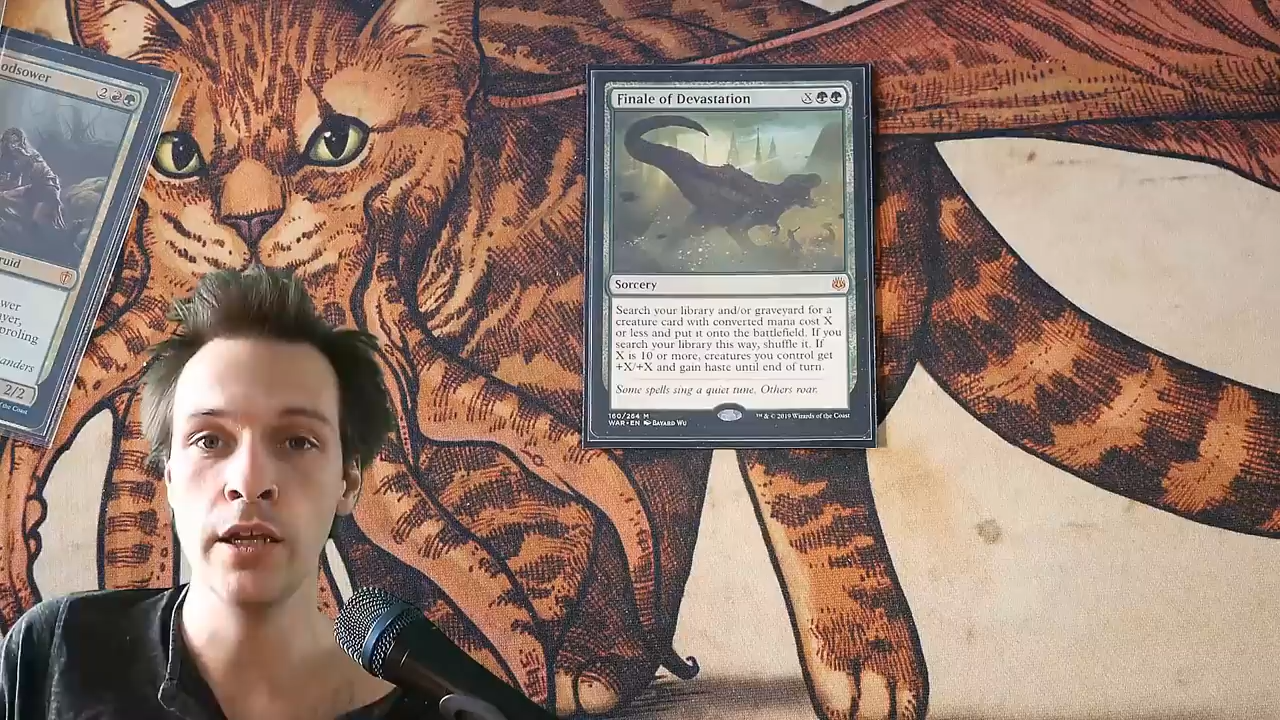 odsower
2
ruid
wer
ayer,
proling
anders
2/2
the Coast
Finale of Devastation
X
Sorcery
Search your library and/or graveyard for a
creature card with converted mana cost X
or less and put it onto the battlefield. If you
search your library this way, shuffle it. If
X is 10 or more, creatures you control get
+X/+X and gain haste until end of turn.
Some spells sing a quiet tune. Others roar.
160/264 M
WAR • EN Bayard Wu
™ & © 2019 Wizards of the Coast